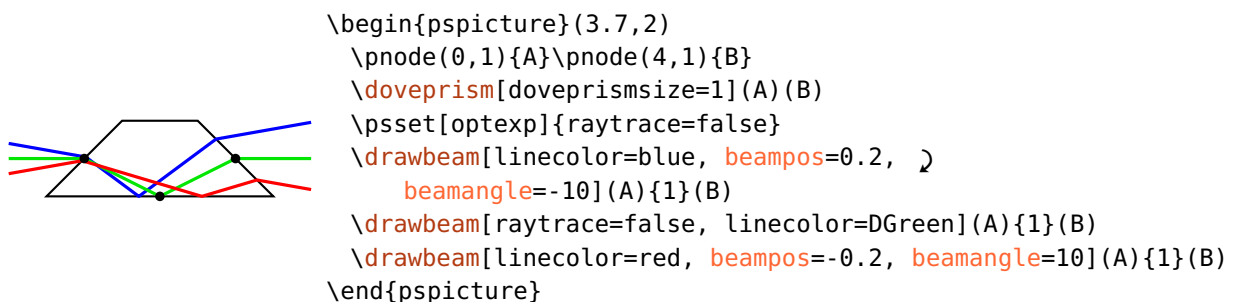 \begin{pspicture}(3.7,2)
\pnode(0,1){A}\pnode(4,1){B}
\doveprism[doveprismsize=1](A)(B)
\psset[optexp]{raytrace=false}
\drawbeam[linecolor=blue, beampos=0.2,
beamangle=-10](A){1}(B)
\drawbeam[raytrace=false, linecolor=DGreen](A){1}(B)
\drawbeam[linecolor=red, beampos=-0.2, beamangle=10](A){1}(B)
\end{pspicture}